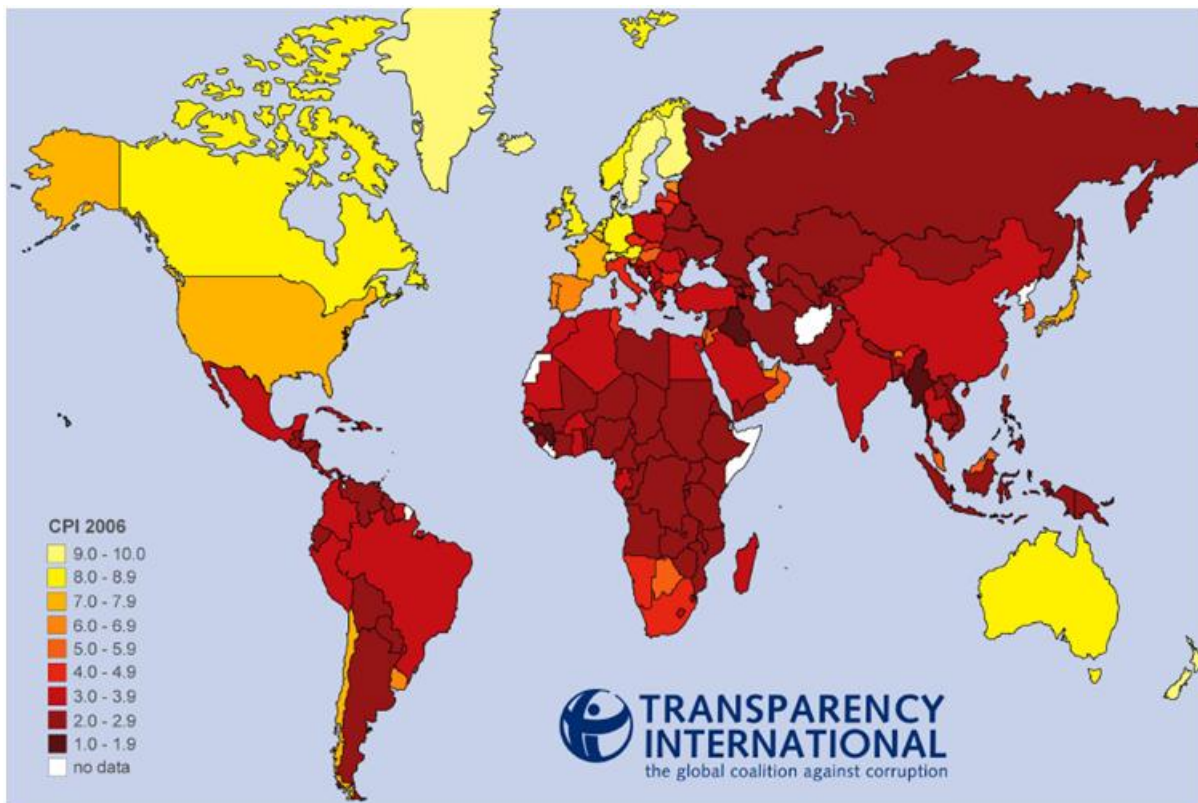 CPI 2006
9.0 - 10.0
8.0 - 8.9
7.0 - 7.9
6.0 - 6.9
5.0 - 5.9
4.0 - 4.9
3.0 - 3.9
2.0 - 2.9
1.0 - 1.9
no data
TRANSPARENCY
INTERNATIONAL
the global coalition against corruption